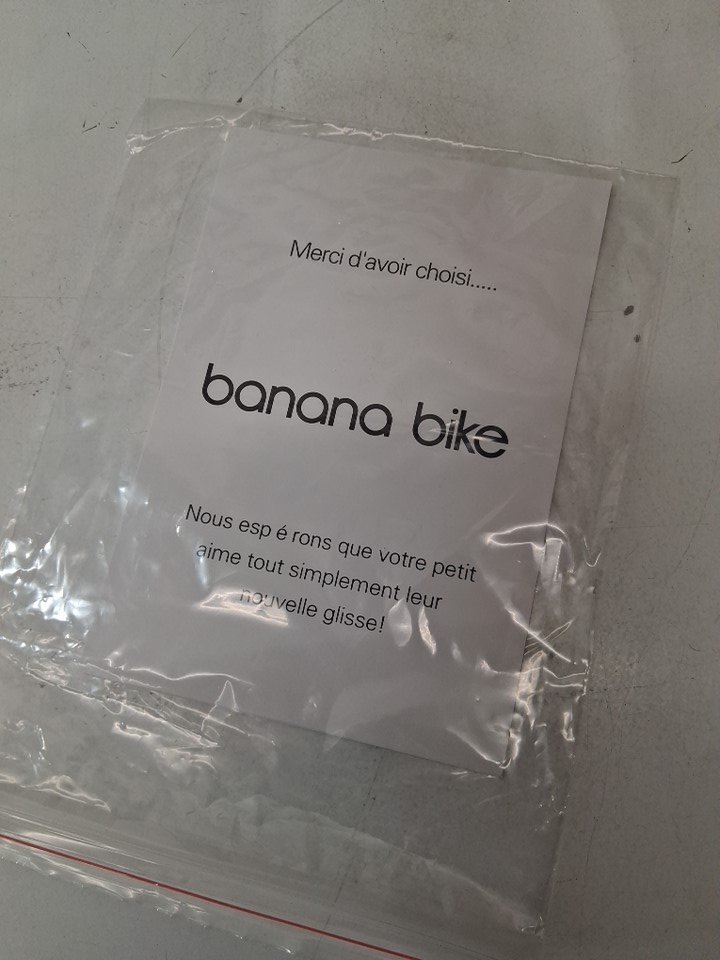 Merci d'avoir choisi.....
banana bike
Nous esp é rons que votre petit
aime tout simplement leur
nouvelle glisse!